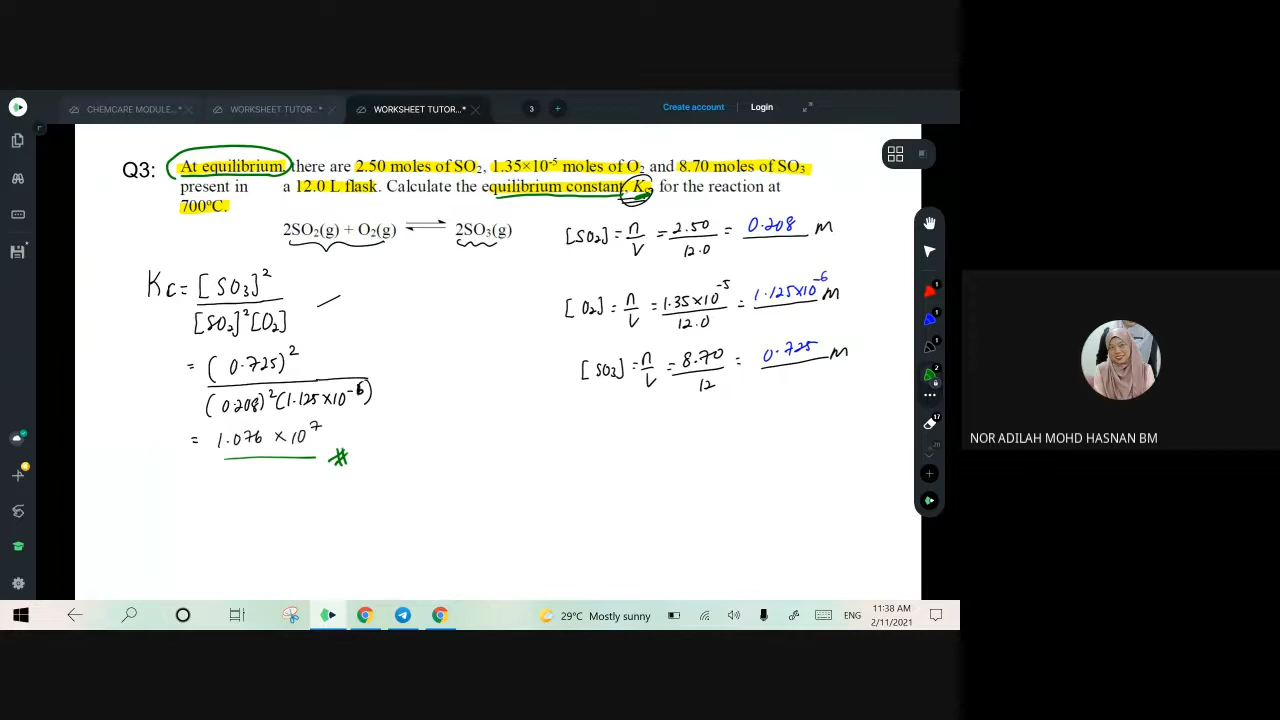 CHEMCARE MODULE...*
WORKSHEET TUTOR...*
WORKSHEET TUTOR...*
3
Create account
Login
Q3: At equilibrium, there are 2.50 moles of SO₂, 1.35×10⁻⁵ moles of O₂ and 8.70 moles of SO₃
present in a 12.0 L flask. Calculate the equilibrium constant, Kc for the reaction at
700°C.
2SO₂(g) + O₂(g) ⇌ 2SO₃(g)
Kc = [SO₃]²
[SO₂]²[O₂]
= (0.725)²
(0.208)²(1.125×10⁻⁶)
= 1.076 × 10⁷ #
[SO₂] = n/V = 2.50/12.0 = 0.208 M
[O₂] = n/V = 1.35×10⁻⁵/12.0 = 1.125×10⁻⁶ M
[SO₃] = n/V = 8.70/12 = 0.725 M
NOR ADILAH MOHD HASNAN BM
29°C Mostly sunny
ENG
11:38 AM
2/11/2021